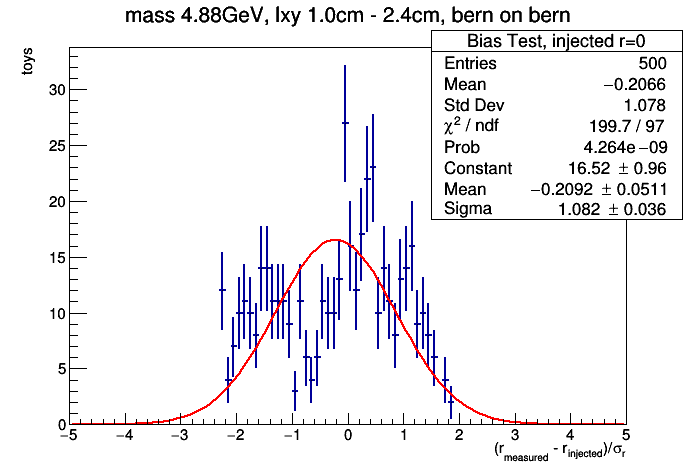 mass 4.88GeV, lxy 1.0cm - 2.4cm, bern on bern
Bias Test, injected r=0
Entries 500
Mean −0.2066
Std Dev 1.078
χ² / ndf 199.7 / 97
Prob 4.264e−09
Constant 16.52 ± 0.96
Mean −0.2092 ± 0.0511
Sigma 1.082 ± 0.036
toys
30
25
20
15
10
5
0
−5 −4 −3 −2 −1 0 1 2 3 4 5
(r_measured - r_injected)/σ_r